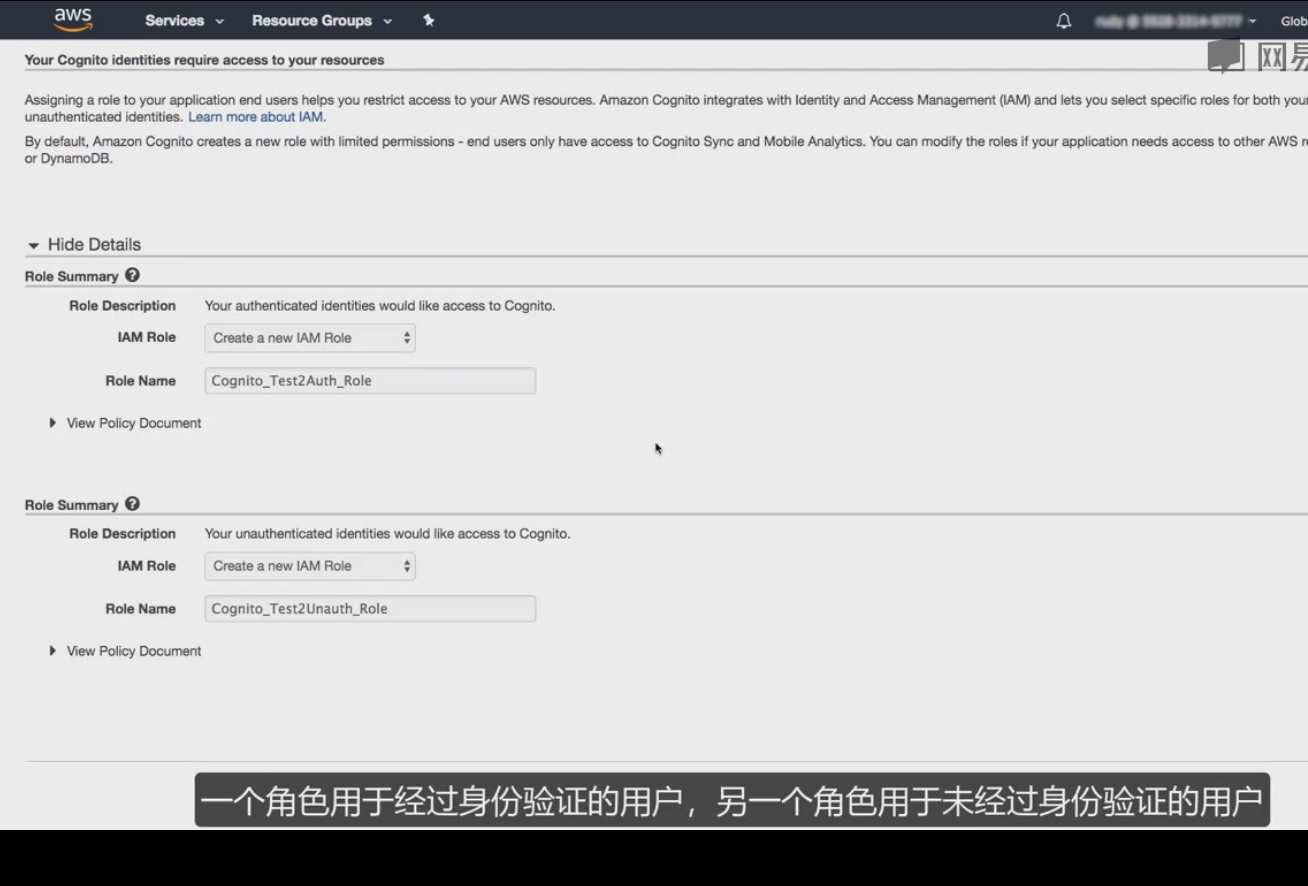 aws Services Resource Groups Glob
网易
Your Cognito identities require access to your resources
Assigning a role to your application end users helps you restrict access to your AWS resources. Amazon Cognito integrates with Identity and Access Management (IAM) and lets you select specific roles for both your
unauthenticated identities. Learn more about IAM.
By default, Amazon Cognito creates a new role with limited permissions - end users only have access to Cognito Sync and Mobile Analytics. You can modify the roles if your application needs access to other AWS re
or DynamoDB.
Hide Details
Role Summary
Role Description Your authenticated identities would like access to Cognito.
IAM Role Create a new IAM Role
Role Name Cognito_Test2Auth_Role
View Policy Document
Role Summary
Role Description Your unauthenticated identities would like access to Cognito.
IAM Role Create a new IAM Role
Role Name Cognito_Test2Unauth_Role
View Policy Document
一个角色用于经过身份验证的用户，另一个角色用于未经过身份验证的用户